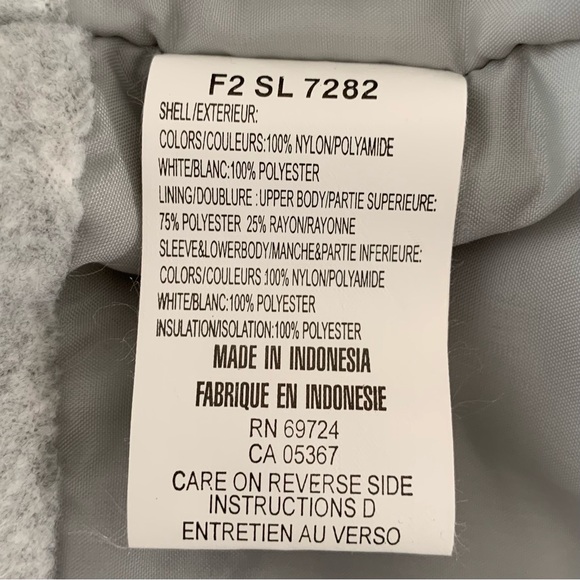 F2 SL 7282
SHELL/EXTERIEUR:
COLORS/COULEURS:100% NYLON/POLYAMIDE
WHITE/BLANC:100% POLYESTER
LINING/DOUBLURE :UPPER BODY/PARTIE SUPERIEURE:
75% POLYESTER 25% RAYON/RAYONNE
SLEEVE&LOWERBODY/MANCHE&PARTIE INFERIEURE:
COLORS/COULEURS :100% NYLON/POLYAMIDE
WHITE/BLANC:100% POLYESTER
INSULATION/ISOLATION:100% POLYESTER
MADE IN INDONESIA
FABRIQUE EN INDONESIE
RN 69724
CA 05367
CARE ON REVERSE SIDE
INSTRUCTIONS D
ENTRETIEN AU VERSO